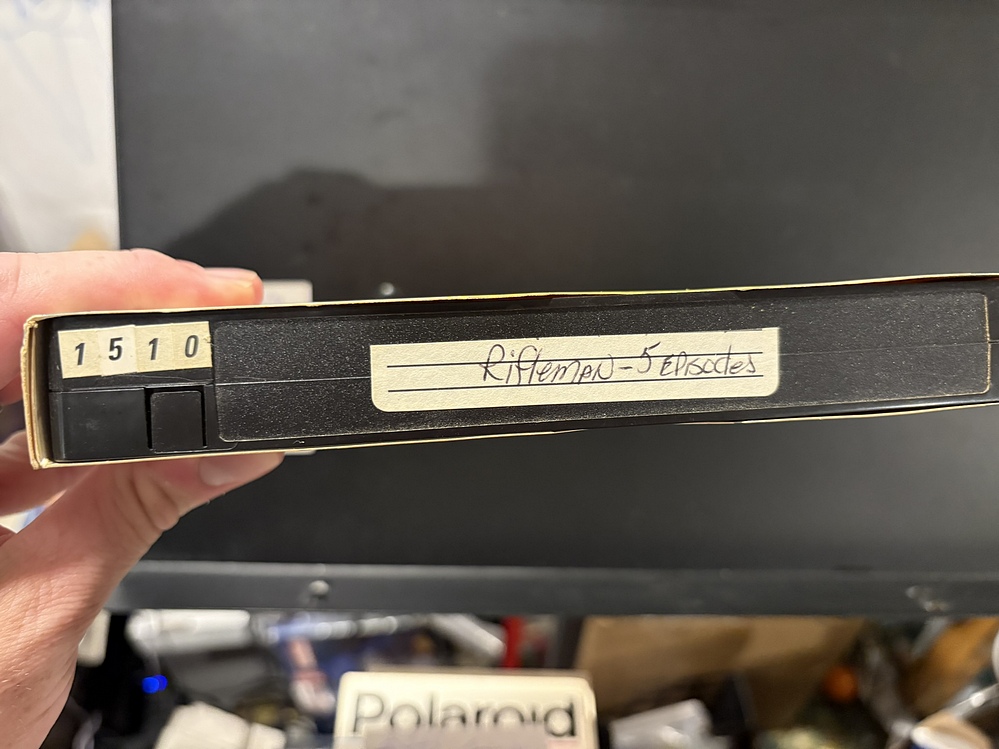 1510
Rifleman - 5 Episodes
Polaroid